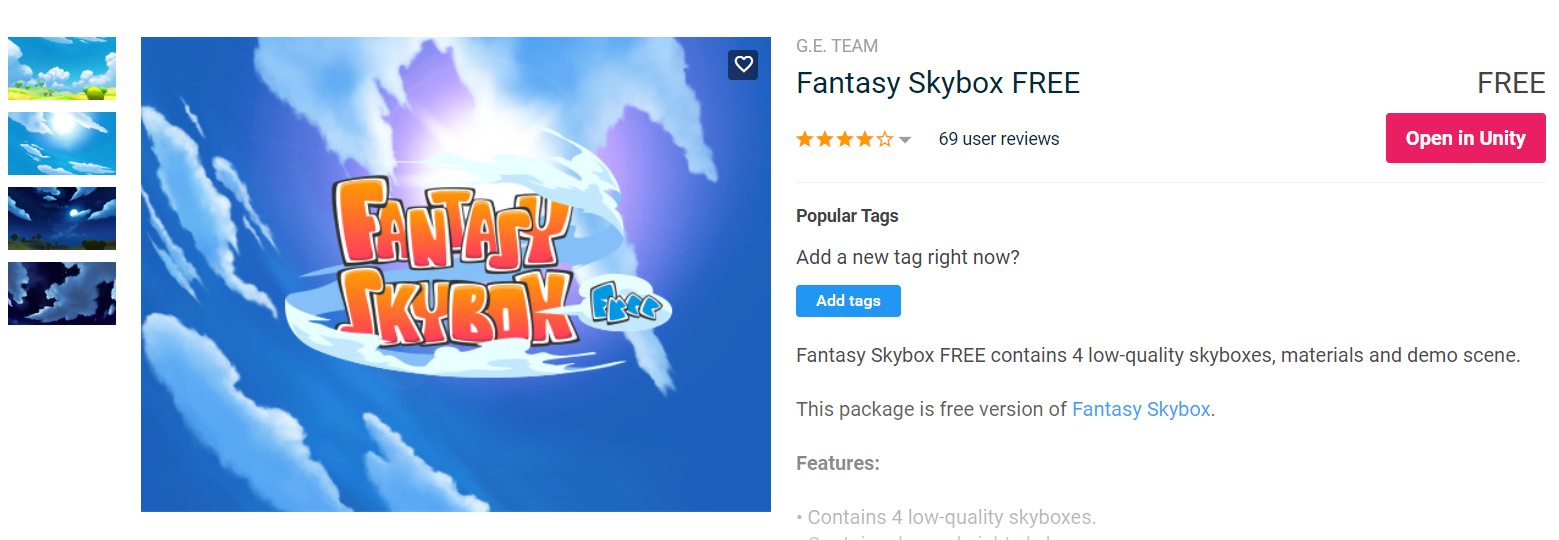 G.E. TEAM
Fantasy Skybox FREE
FREE
69 user reviews
Open in Unity
Popular Tags
Add a new tag right now?
Add tags
Fantasy Skybox FREE contains 4 low-quality skyboxes, materials and demo scene.
This package is free version of Fantasy Skybox.
Features:
• Contains 4 low-quality skyboxes.
FANTASY
SKYBOX FREE